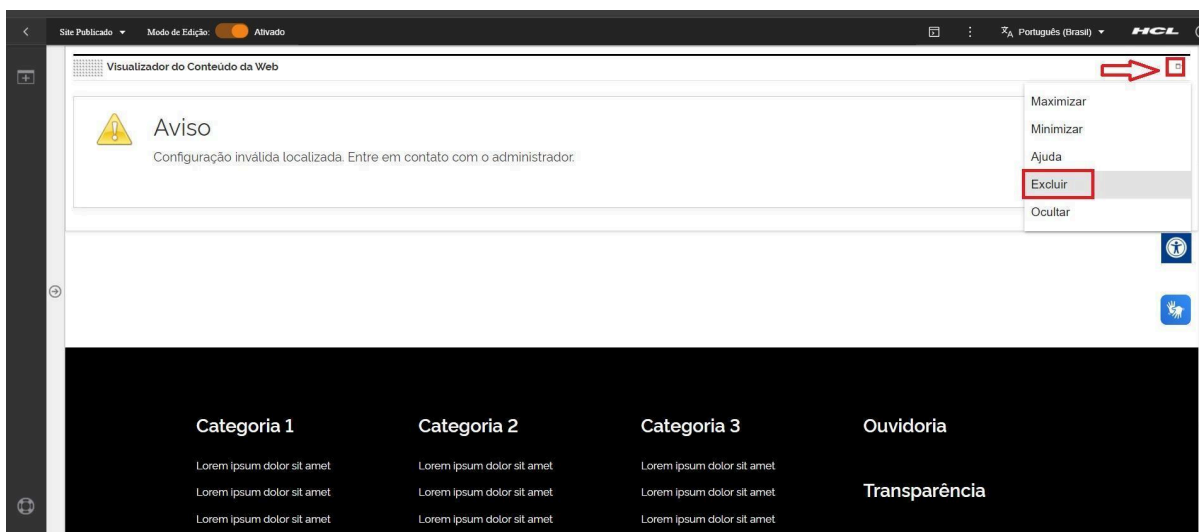 Site Publicado
Modo de Edição:
Ativado
Português (Brasil)
HCL
Visualizador do Conteúdo da Web
Maximizar
Minimizar
Ajuda
Excluir
Ocultar
Aviso
Configuração inválida localizada. Entre em contato com o administrador.
Categoria 1
Lorem ipsum dolor sit amet
Lorem ipsum dolor sit amet
Lorem ipsum dolor sit amet
Categoria 2
Lorem ipsum dolor sit amet
Lorem ipsum dolor sit amet
Lorem ipsum dolor sit amet
Categoria 3
Lorem ipsum dolor sit amet
Lorem ipsum dolor sit amet
Lorem ipsum dolor sit amet
Ouvidoria
Transparência